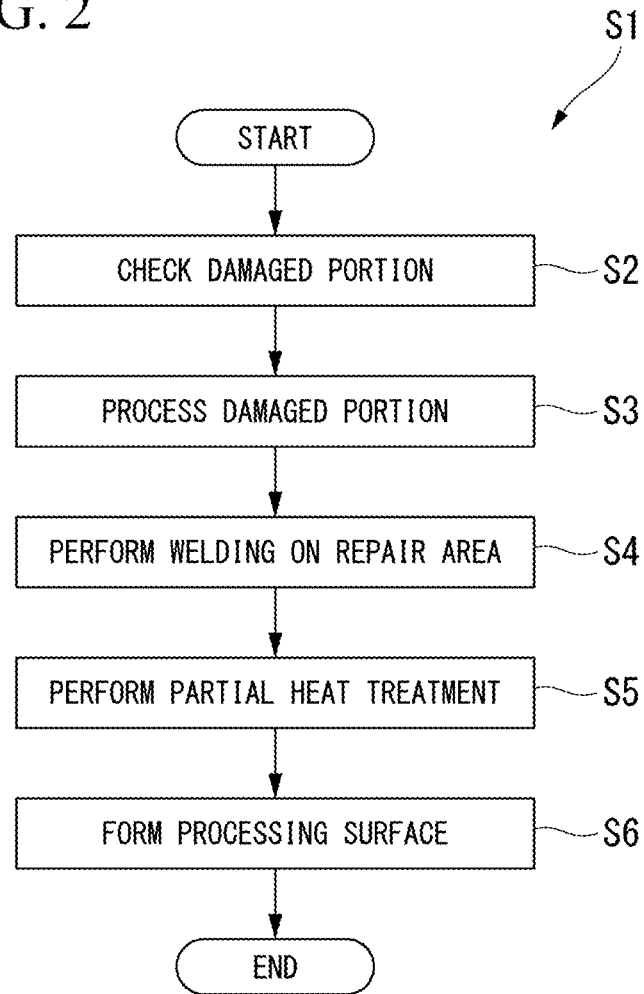 G. 2
S1
START
CHECK DAMAGED PORTION S2
PROCESS DAMAGED PORTION S3
PERFORM WELDING ON REPAIR AREA S4
PERFORM PARTIAL HEAT TREATMENT S5
FORM PROCESSING SURFACE S6
END